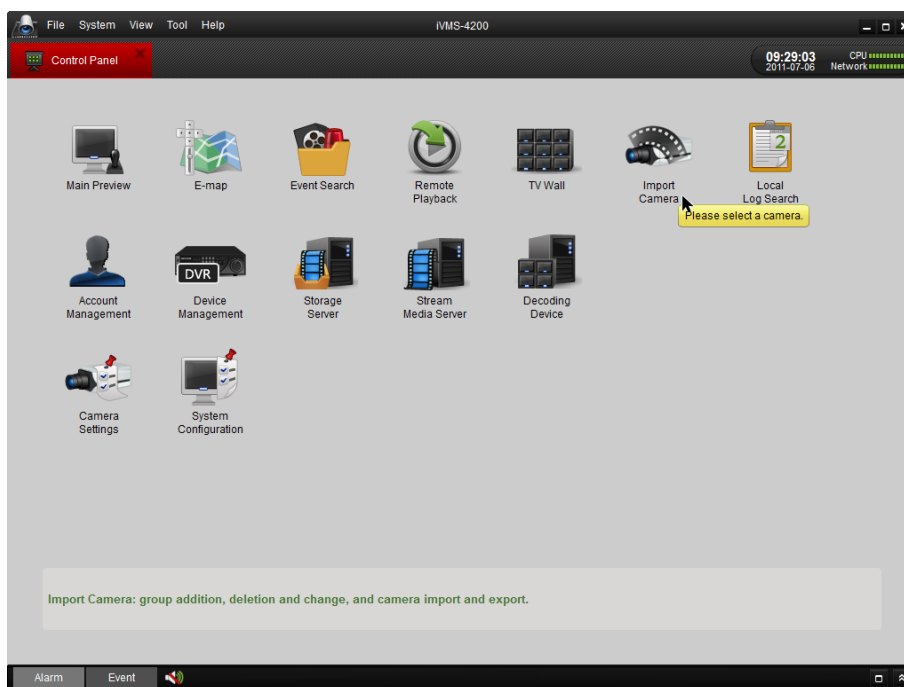 File System View Tool Help iVMS-4200
Control Panel
09:29:03 CPU
2011-07-06 Network
Main Preview
E-map
Event Search
Remote
Playback
TV Wall
Import
Camera
2
Local
Log Search
Please select a camera.
Account
Management
DVR
Device
Management
Storage
Server
Stream
Media Server
Decoding
Device
Camera
Settings
System
Configuration
Import Camera: group addition, deletion and change, and camera import and export.
Alarm Event